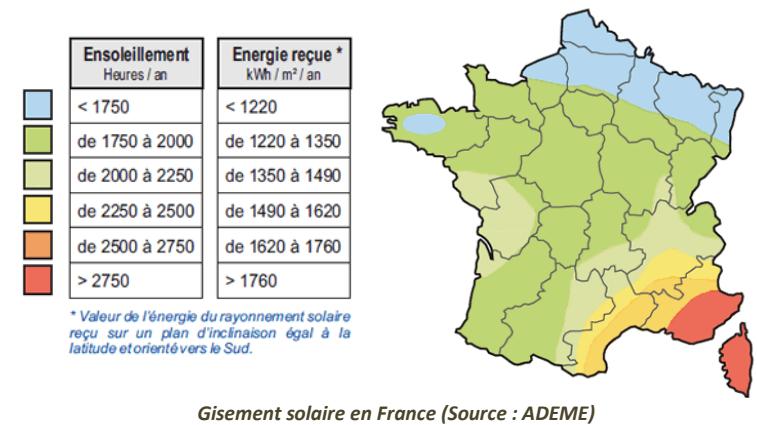 Ensoleillement
Heures / an
Energie reçue *
kWh / m² / an
< 1750
< 1220
de 1750 à 2000
de 1220 à 1350
de 2000 à 2250
de 1350 à 1490
de 2250 à 2500
de 1490 à 1620
de 2500 à 2750
de 1620 à 1760
> 2750
> 1760
* Valeur de l'énergie du rayonnement solaire
reçu sur un plan d'inclinaison égal à la
latitude et orienté vers le Sud.
Gisement solaire en France (Source : ADEME)